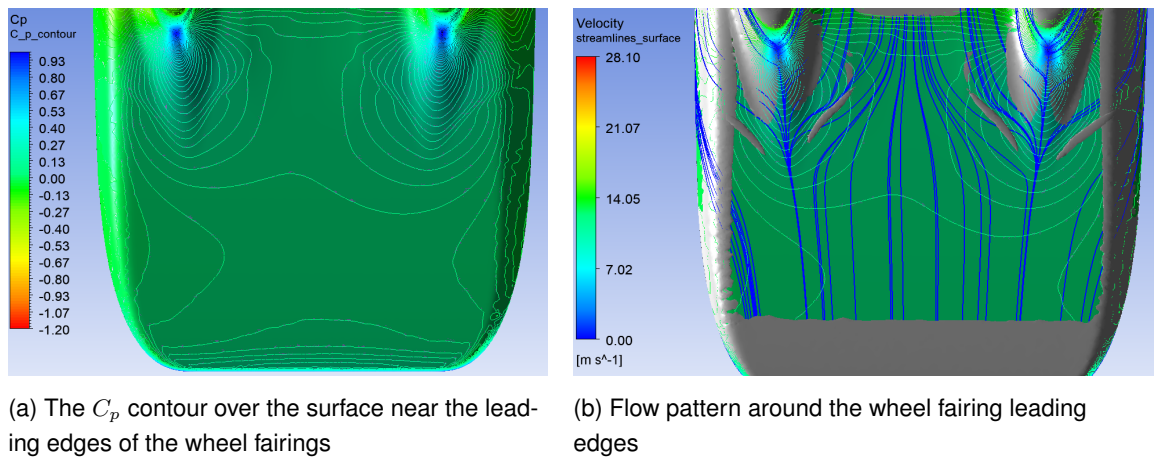 Cp
C_p_contour
0.93
0.80
0.67
0.53
0.40
0.27
0.13
0.00
-0.13
-0.27
-0.40
-0.53
-0.67
-0.80
-0.93
-1.07
-1.20
(a) The Cp contour over the surface near the lead-
ing edges of the wheel fairings
Velocity
streamlines_surface
28.10
21.07
14.05
7.02
0.00
[m s^-1]
(b) Flow pattern around the wheel fairing leading
edges